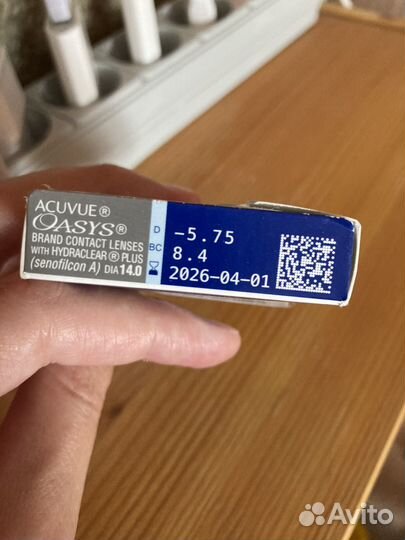 ACUVUE®
OASYS®
BRAND CONTACT LENSES
WITH HYDRACLEAR® PLUS
(senofilcon A) DIA 14.0
D -5.75
BC 8.4
2026-04-01
Avito